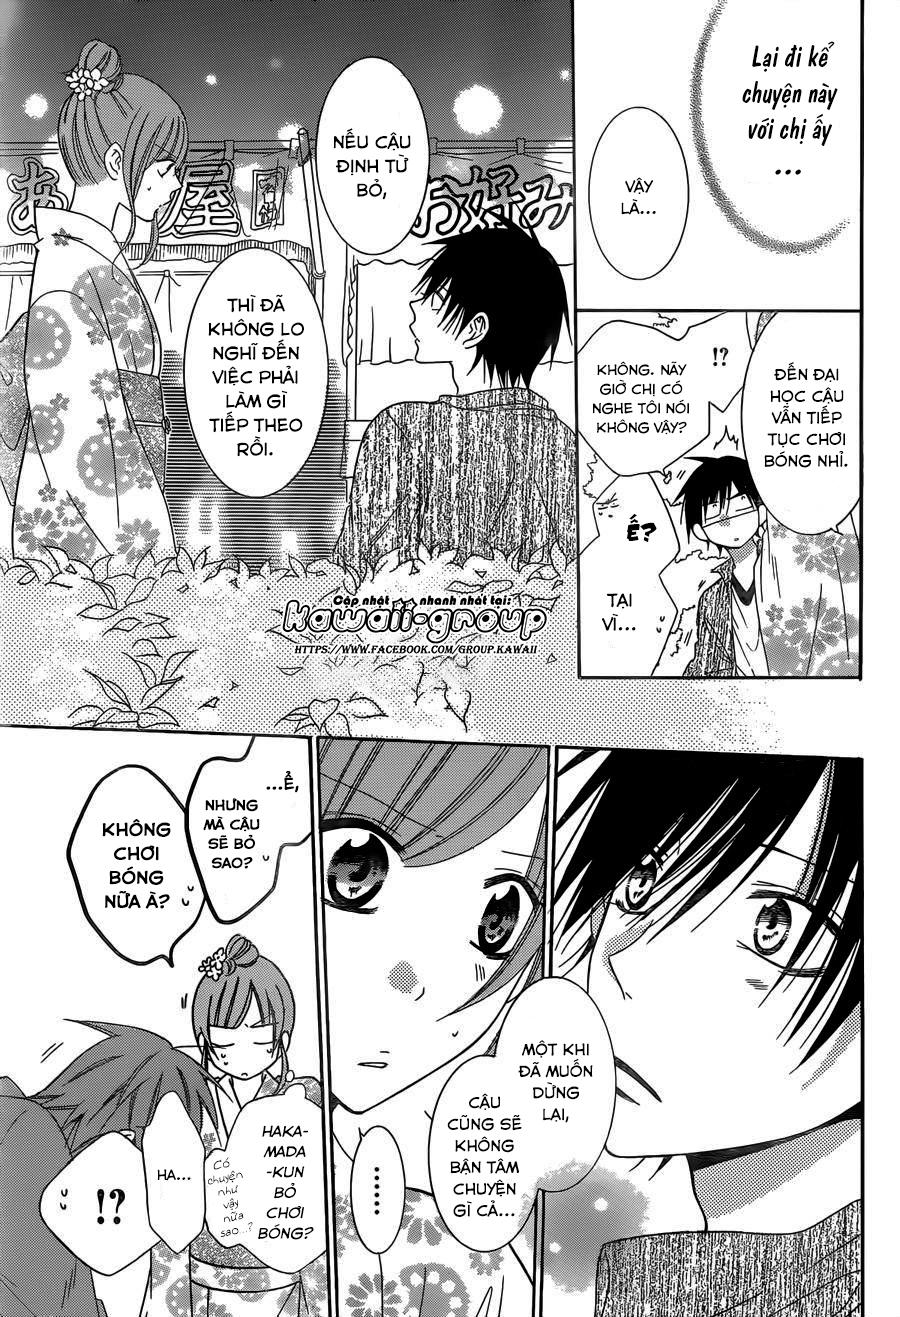 Lại đi kể
chuyện này
với chị ấy
...
VẬY
LÀ...
ĐẾN ĐẠI
HỌC CẬU
VẪN TIẾP
TỤC CHƠI
BÓNG NHỈ.
!?
KHÔNG. NÃY
GIỜ CHỊ CÓ
NGHE TÔI NÓI
KHÔNG VẬY?
Ế?
TẠI
VÌ...
NẾU CẬU
ĐỊNH TỪ
BỎ,
THÌ ĐÃ
KHÔNG LO
NGHĨ ĐẾN
VIỆC PHẢI
LÀM GÌ
TIẾP THEO
RỒI.
あ
屋
お好み
Cập nhật nhanh nhất tại:
kawaii-group
HTTPS://WWW.FACEBOOK.COM/GROUP.KAWAII
MỘT KHI
ĐÃ MUỐN
DỪNG
LẠI,
CẬU
CŨNG SẼ
KHÔNG
BẬN TÂM
CHUYỆN
GÌ CẢ...
......
...Ể,
NHƯNG
MÀ CẬU
SẼ BỎ
SAO?
KHÔNG
CHƠI
BÓNG
NỮA À?
HAKA-
MADA
-KUN
BỎ
CHƠI
BÓNG?
Có
chuyện
như
vậy
nữa
sao...?
HA...
!?